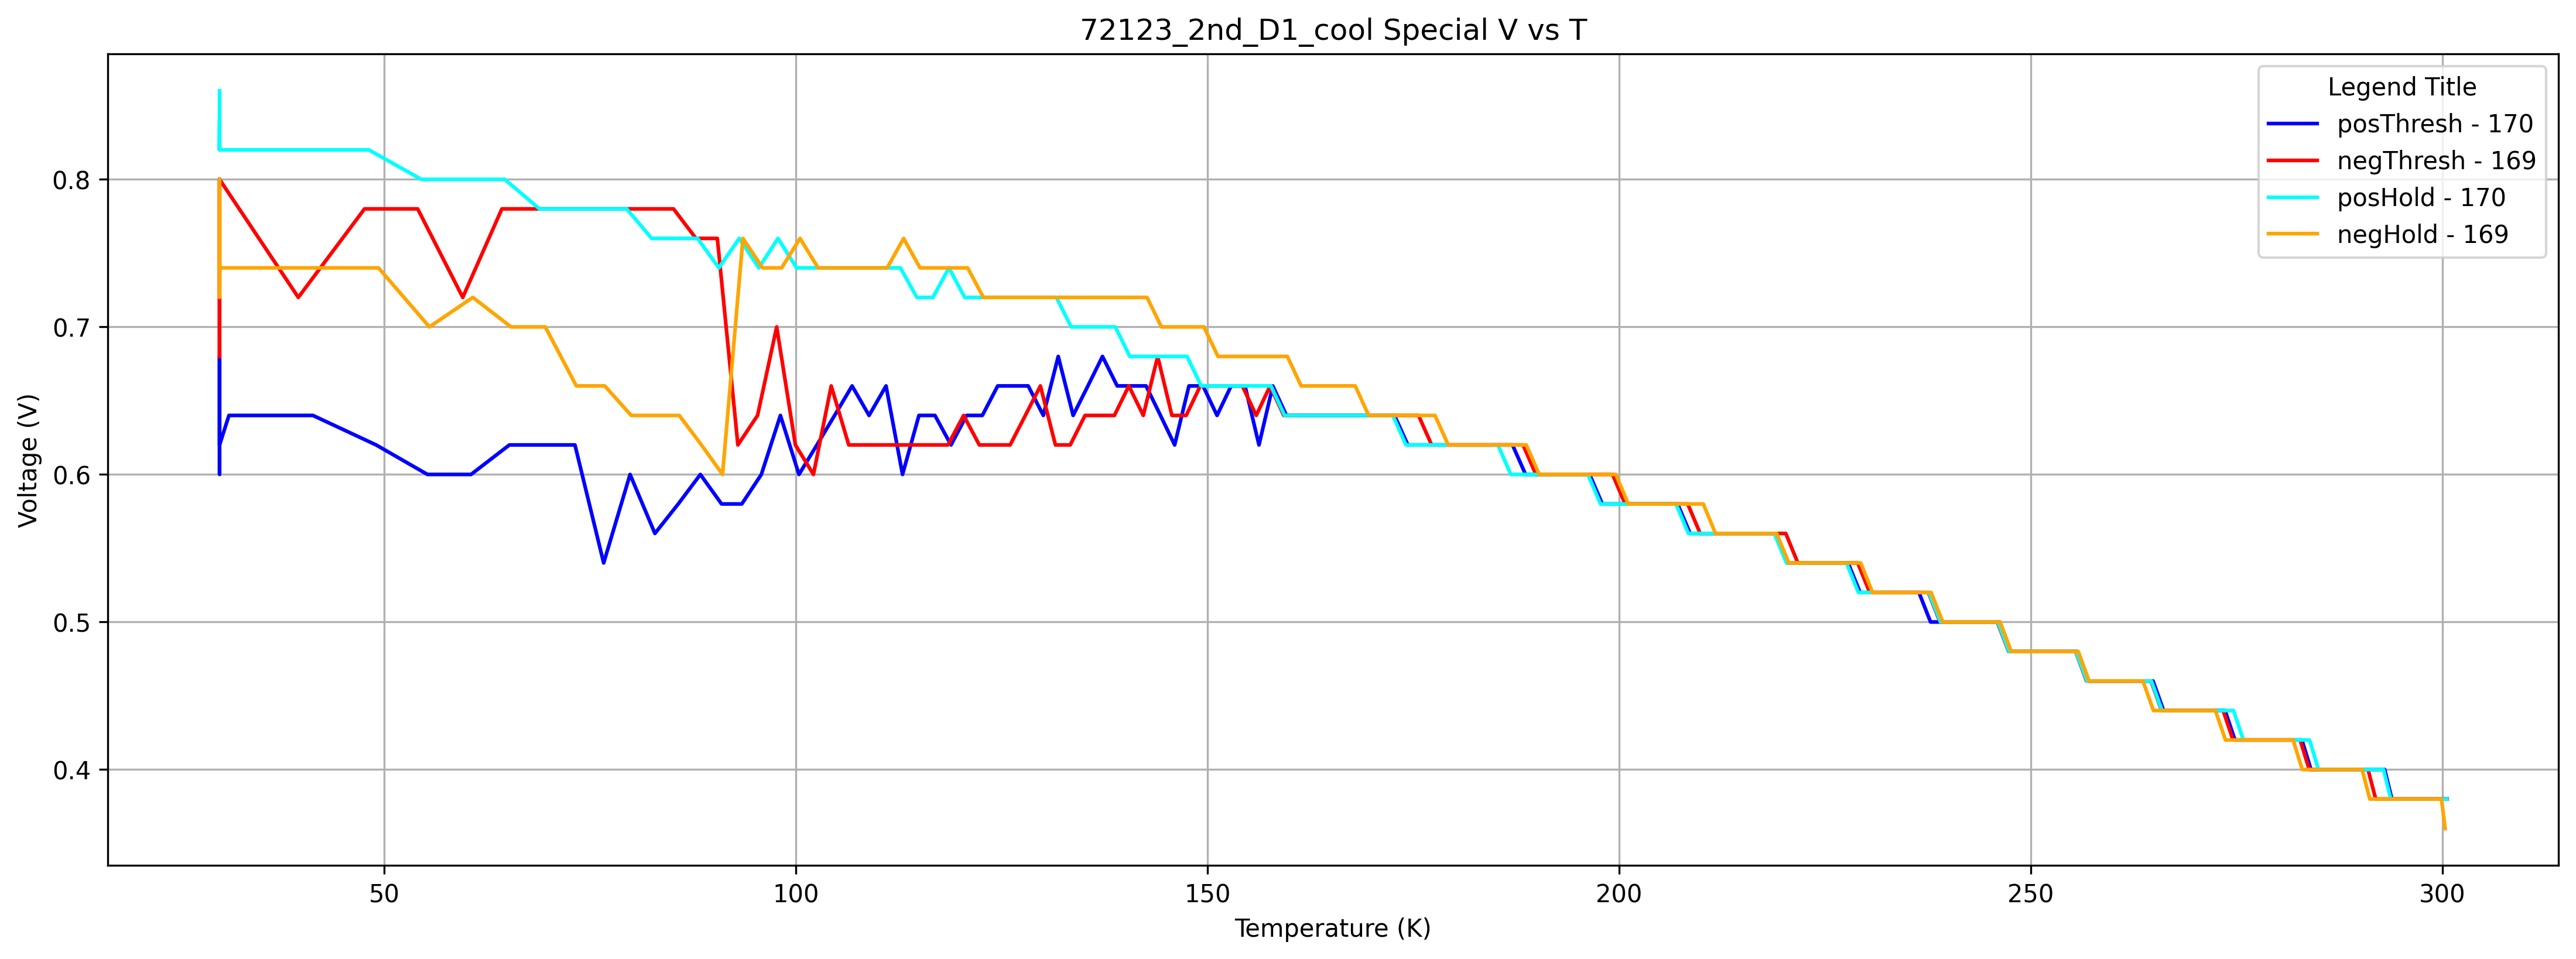 72123_2nd_D1_cool Special V vs T
Legend Title
posThresh - 170
negThresh - 169
posHold - 170
negHold - 169
Voltage (V)
0.8
0.7
0.6
0.5
0.4
50 100 150 200 250 300
Temperature (K)